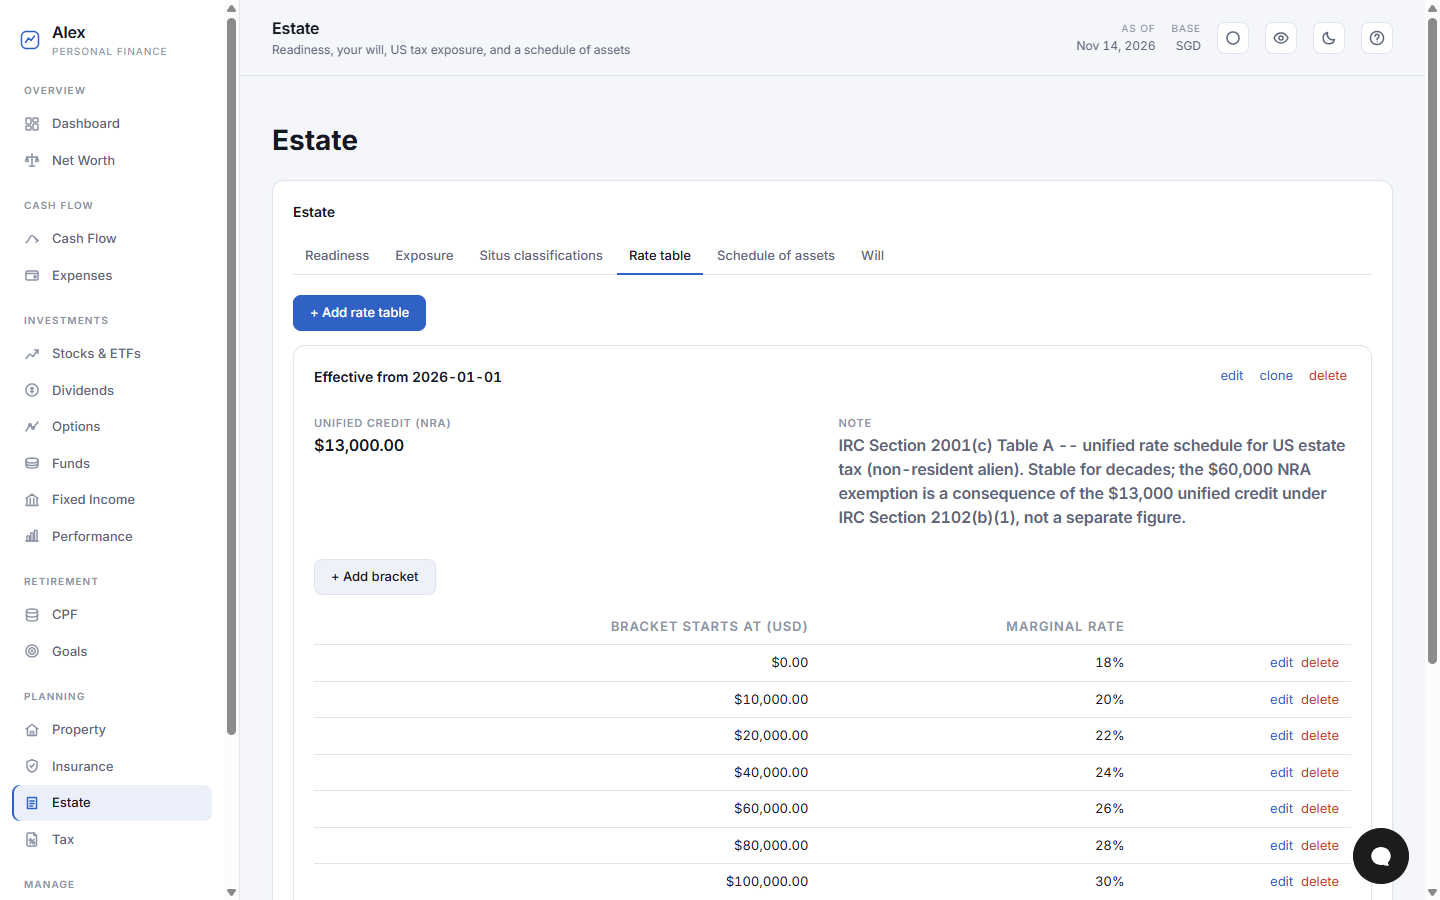 Alex
PERSONAL FINANCE
OVERVIEW
Dashboard
Net Worth
CASH FLOW
Cash Flow
Expenses
INVESTMENTS
Stocks & ETFs
Dividends
Options
Funds
Fixed Income
Performance
RETIREMENT
CPF
Goals
PLANNING
Property
Insurance
Estate
Tax
MANAGE
Estate
Readiness, your will, US tax exposure, and a schedule of assets
AS OF
Nov 14, 2026
BASE
SGD
Estate
Estate
Readiness Exposure Situs classifications Rate table Schedule of assets Will
+ Add rate table
Effective from 2026-01-01
edit clone delete
UNIFIED CREDIT (NRA)
$13,000.00
NOTE
IRC Section 2001(c) Table A -- unified rate schedule for US estate
tax (non-resident alien). Stable for decades; the $60,000 NRA
exemption is a consequence of the $13,000 unified credit under
IRC Section 2102(b)(1), not a separate figure.
+ Add bracket
BRACKET STARTS AT (USD) MARGINAL RATE
$0.00 18% edit delete
$10,000.00 20% edit delete
$20,000.00 22% edit delete
$40,000.00 24% edit delete
$60,000.00 26% edit delete
$80,000.00 28% edit delete
$100,000.00 30% edit delete